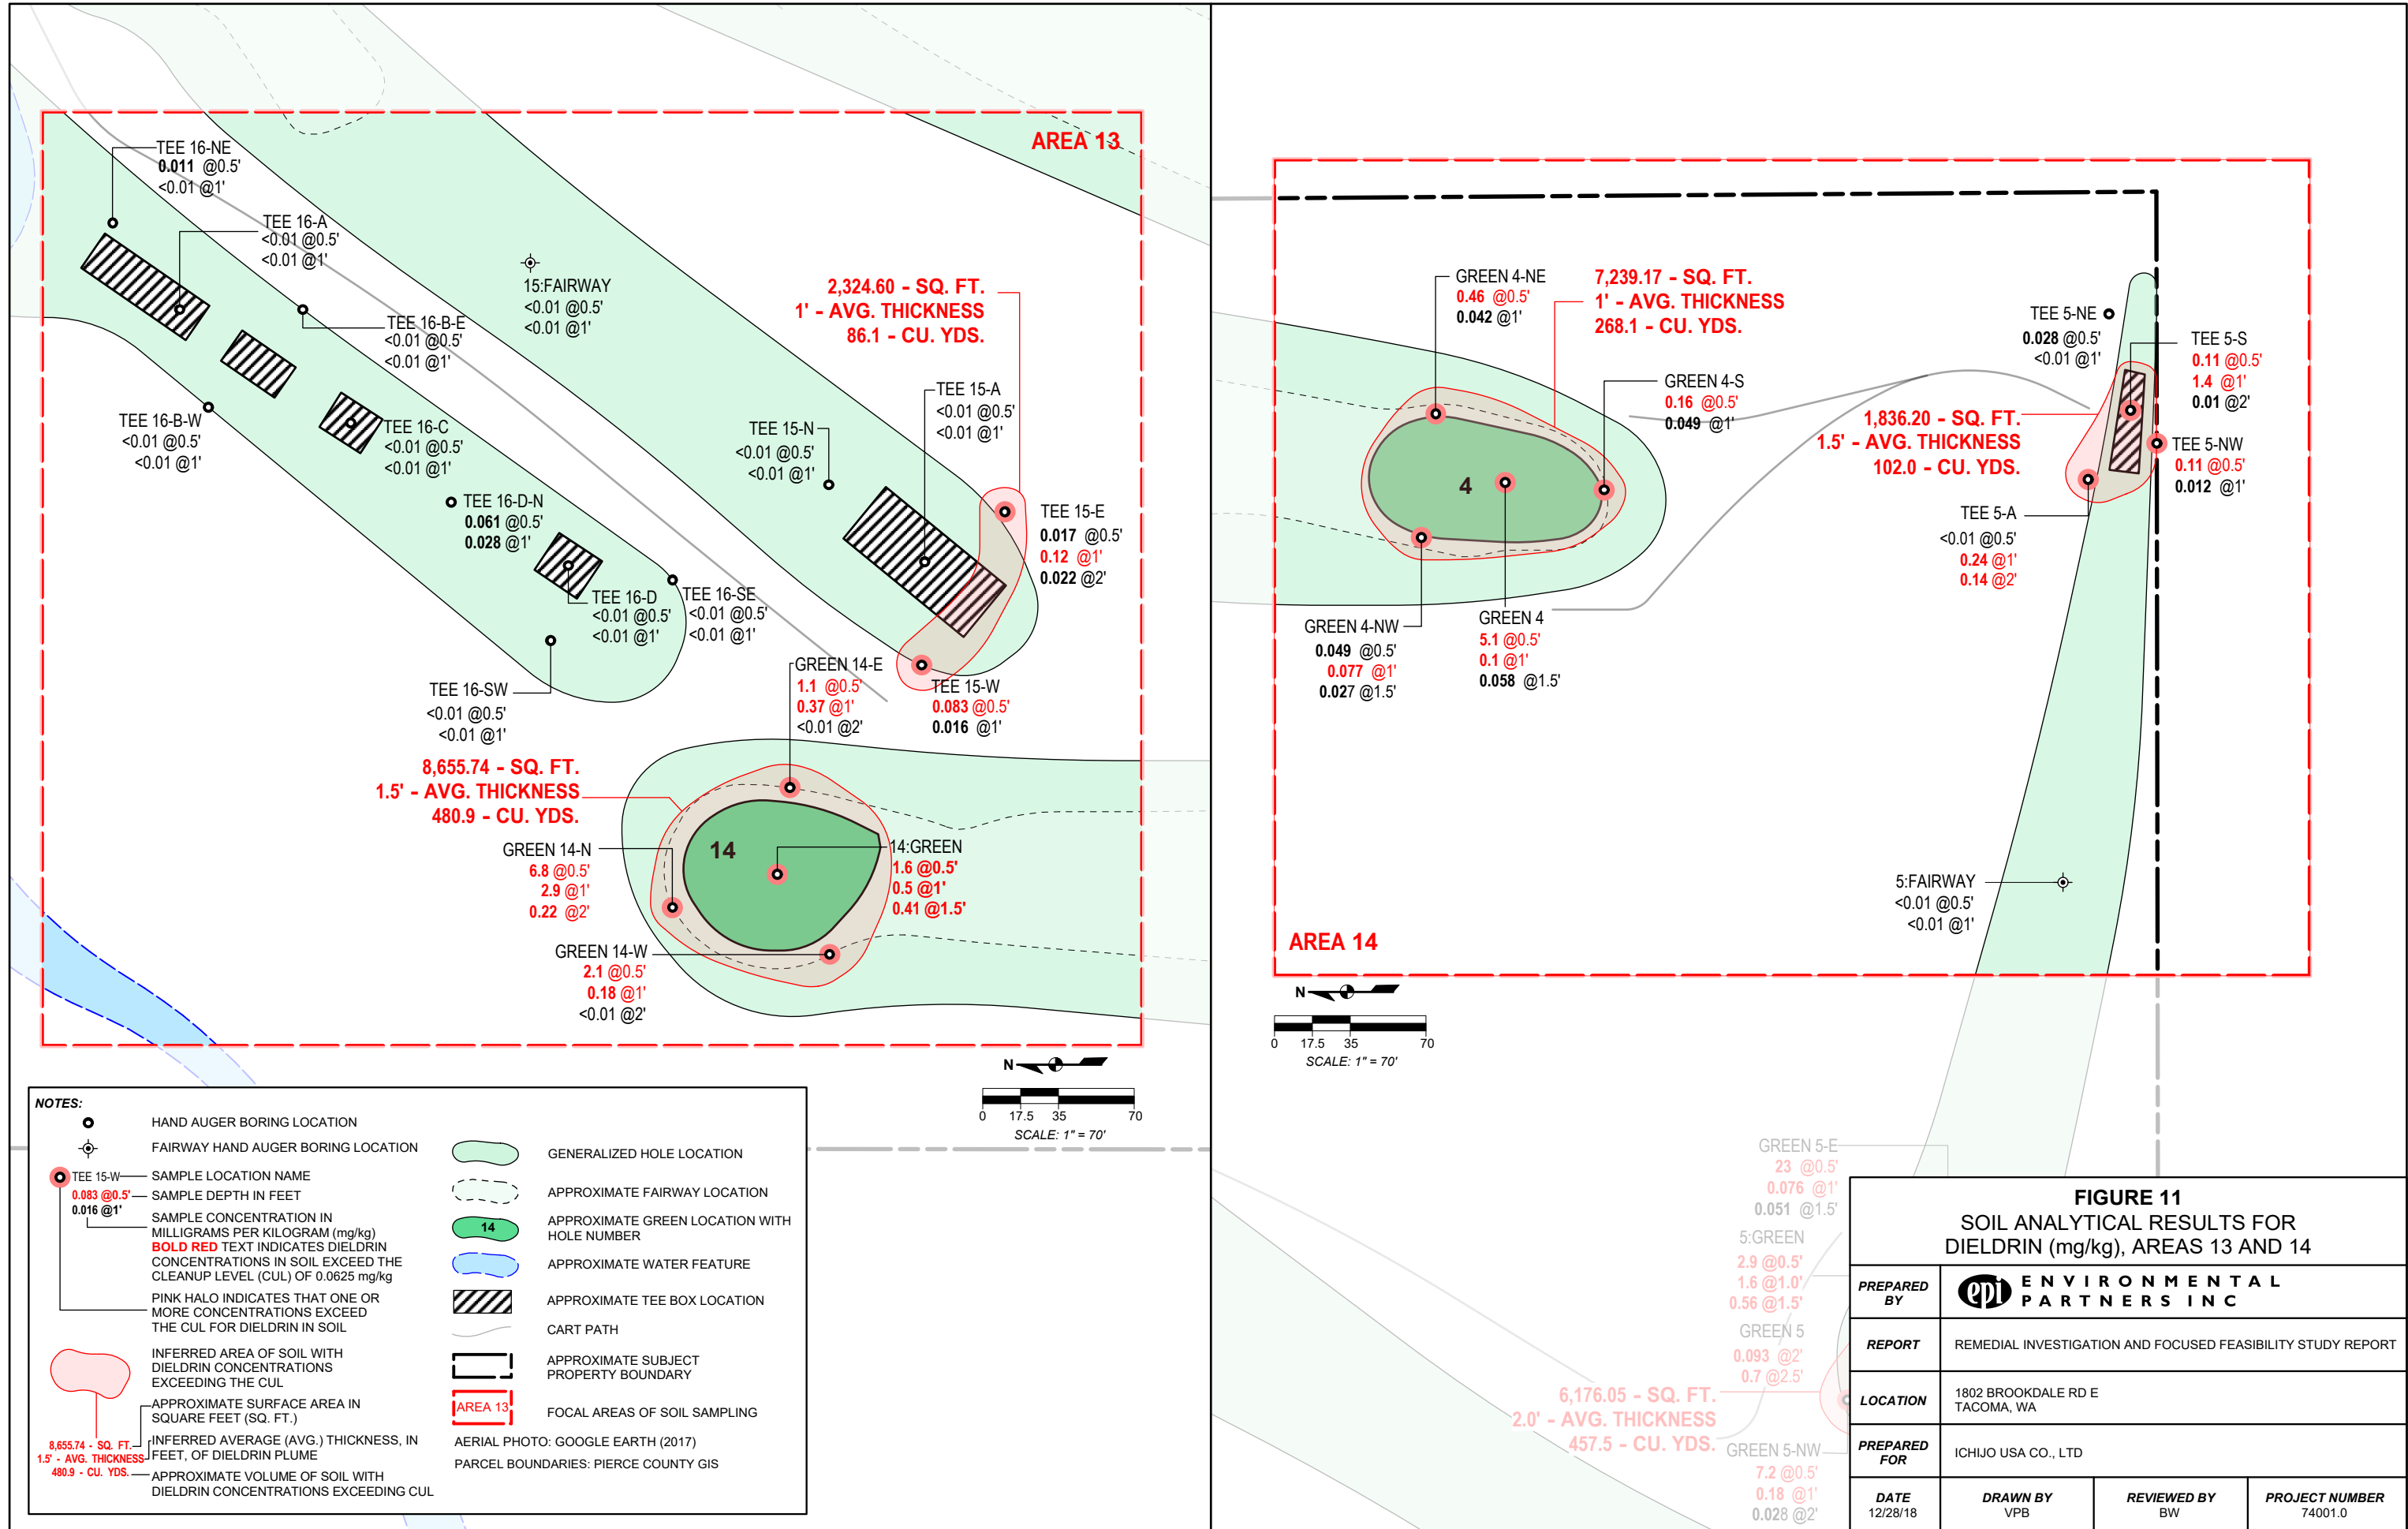 AREA 13
TEE 16-NE
0.011 @0.5'
<0.01 @1'
TEE 16-A
<0.01 @0.5'
<0.01 @1'
15:FAIRWAY
<0.01 @0.5'
<0.01 @1'
2,324.60 - SQ. FT.
1' - AVG. THICKNESS
86.1 - CU. YDS.
TEE 16-B-E
<0.01 @0.5'
<0.01 @1'
TEE 16-B-W
<0.01 @0.5'
<0.01 @1'
TEE 16-C
<0.01 @0.5'
<0.01 @1'
TEE 15-A
<0.01 @0.5'
<0.01 @1'
TEE 15-N
<0.01 @0.5'
<0.01 @1'
TEE 16-D-N
0.061 @0.5'
0.028 @1'
TEE 15-E
0.017 @0.5'
0.12 @1'
0.022 @2'
TEE 16-D
<0.01 @0.5'
<0.01 @1'
TEE 16-SE
<0.01 @0.5'
<0.01 @1'
TEE 16-SW
<0.01 @0.5'
<0.01 @1'
GREEN 14-E
1.1 @0.5'
0.37 @1'
<0.01 @2'
TEE 15-W
0.083 @0.5'
0.016 @1'
8,655.74 - SQ. FT.
1.5' - AVG. THICKNESS
480.9 - CU. YDS.
14
GREEN 14-N
6.8 @0.5'
2.9 @1'
0.22 @2'
14:GREEN
1.6 @0.5'
0.5 @1'
0.41 @1.5'
GREEN 14-W
2.1 @0.5'
0.18 @1'
<0.01 @2'
N
0 17.5 35 70
SCALE: 1" = 70'
GREEN 4-NE
0.46 @0.5'
0.042 @1'
7,239.17 - SQ. FT.
1' - AVG. THICKNESS
268.1 - CU. YDS.
GREEN 4-S
0.16 @0.5'
0.049 @1'
4
TEE 5-NE
0.028 @0.5'
<0.01 @1'
TEE 5-S
0.11 @0.5'
1.4 @1'
0.01 @2'
1,836.20 - SQ. FT.
1.5' - AVG. THICKNESS
102.0 - CU. YDS.
TEE 5-NW
0.11 @0.5'
0.012 @1'
TEE 5-A
<0.01 @0.5'
0.24 @1'
0.14 @2'
GREEN 4-NW
0.049 @0.5'
0.077 @1'
0.027 @1.5'
GREEN 4
5.1 @0.5'
0.1 @1'
0.058 @1.5'
5:FAIRWAY
<0.01 @0.5'
<0.01 @1'
AREA 14
N
0 17.5 35 70
SCALE: 1" = 70'
GREEN 5-E
23 @0.5'
0.076 @1'
0.051 @1.5'
5:GREEN
2.9 @0.5'
1.6 @1.0'
0.56 @1.5'
GREEN 5
0.093 @2'
0.7 @2.5'
6,176.05 - SQ. FT.
2.0' - AVG. THICKNESS
457.5 - CU. YDS.
GREEN 5-NW
7.2 @0.5'
0.18 @1'
0.028 @2'
NOTES:
HAND AUGER BORING LOCATION
FAIRWAY HAND AUGER BORING LOCATION
TEE 15-W
SAMPLE LOCATION NAME
0.083 @0.5'
SAMPLE DEPTH IN FEET
0.016 @1'
SAMPLE CONCENTRATION IN
MILLIGRAMS PER KILOGRAM (mg/kg)
BOLD RED TEXT INDICATES DIELDRIN
CONCENTRATIONS IN SOIL EXCEED THE
CLEANUP LEVEL (CUL) OF 0.0625 mg/kg
PINK HALO INDICATES THAT ONE OR
MORE CONCENTRATIONS EXCEED
THE CUL FOR DIELDRIN IN SOIL
INFERRED AREA OF SOIL WITH
DIELDRIN CONCENTRATIONS
EXCEEDING THE CUL
APPROXIMATE SURFACE AREA IN
SQUARE FEET (SQ. FT.)
8,655.74 - SQ. FT.
1.5' - AVG. THICKNESS
480.9 - CU. YDS.
INFERRED AVERAGE (AVG.) THICKNESS, IN
FEET, OF DIELDRIN PLUME
APPROXIMATE VOLUME OF SOIL WITH
DIELDRIN CONCENTRATIONS EXCEEDING CUL
GENERALIZED HOLE LOCATION
APPROXIMATE FAIRWAY LOCATION
14
APPROXIMATE GREEN LOCATION WITH
HOLE NUMBER
APPROXIMATE WATER FEATURE
APPROXIMATE TEE BOX LOCATION
CART PATH
APPROXIMATE SUBJECT
PROPERTY BOUNDARY
AREA 13
FOCAL AREAS OF SOIL SAMPLING
AERIAL PHOTO: GOOGLE EARTH (2017)
PARCEL BOUNDARIES: PIERCE COUNTY GIS
FIGURE 11
SOIL ANALYTICAL RESULTS FOR
DIELDRIN (mg/kg), AREAS 13 AND 14
PREPARED
BY
epi
ENVIRONMENTAL
PARTNERS INC
REPORT
REMEDIAL INVESTIGATION AND FOCUSED FEASIBILITY STUDY REPORT
LOCATION
1802 BROOKDALE RD E
TACOMA, WA
PREPARED
FOR
ICHIJO USA CO., LTD
DATE
12/28/18
DRAWN BY
VPB
REVIEWED BY
BW
PROJECT NUMBER
74001.0